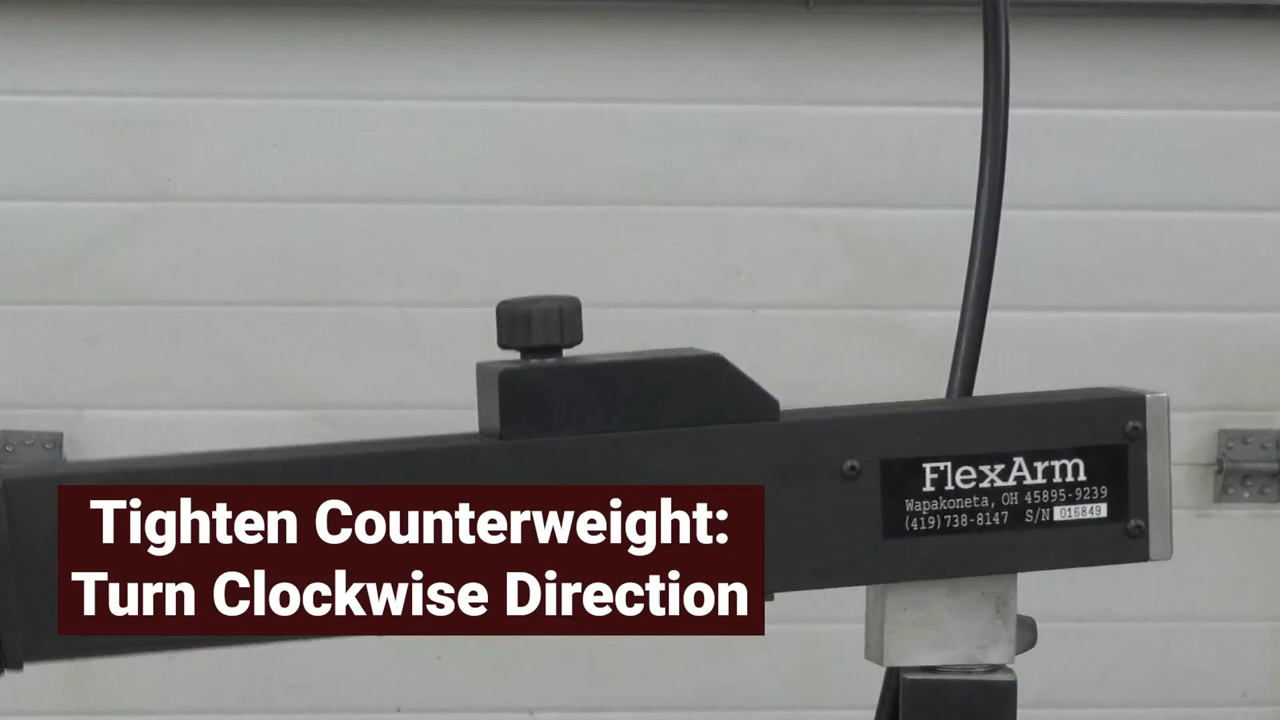 Tighten Counterweight:
Turn Clockwise Direction
FlexArm
Wapakoneta, OH 45895-9239
(419)738-8147 S/N 016849